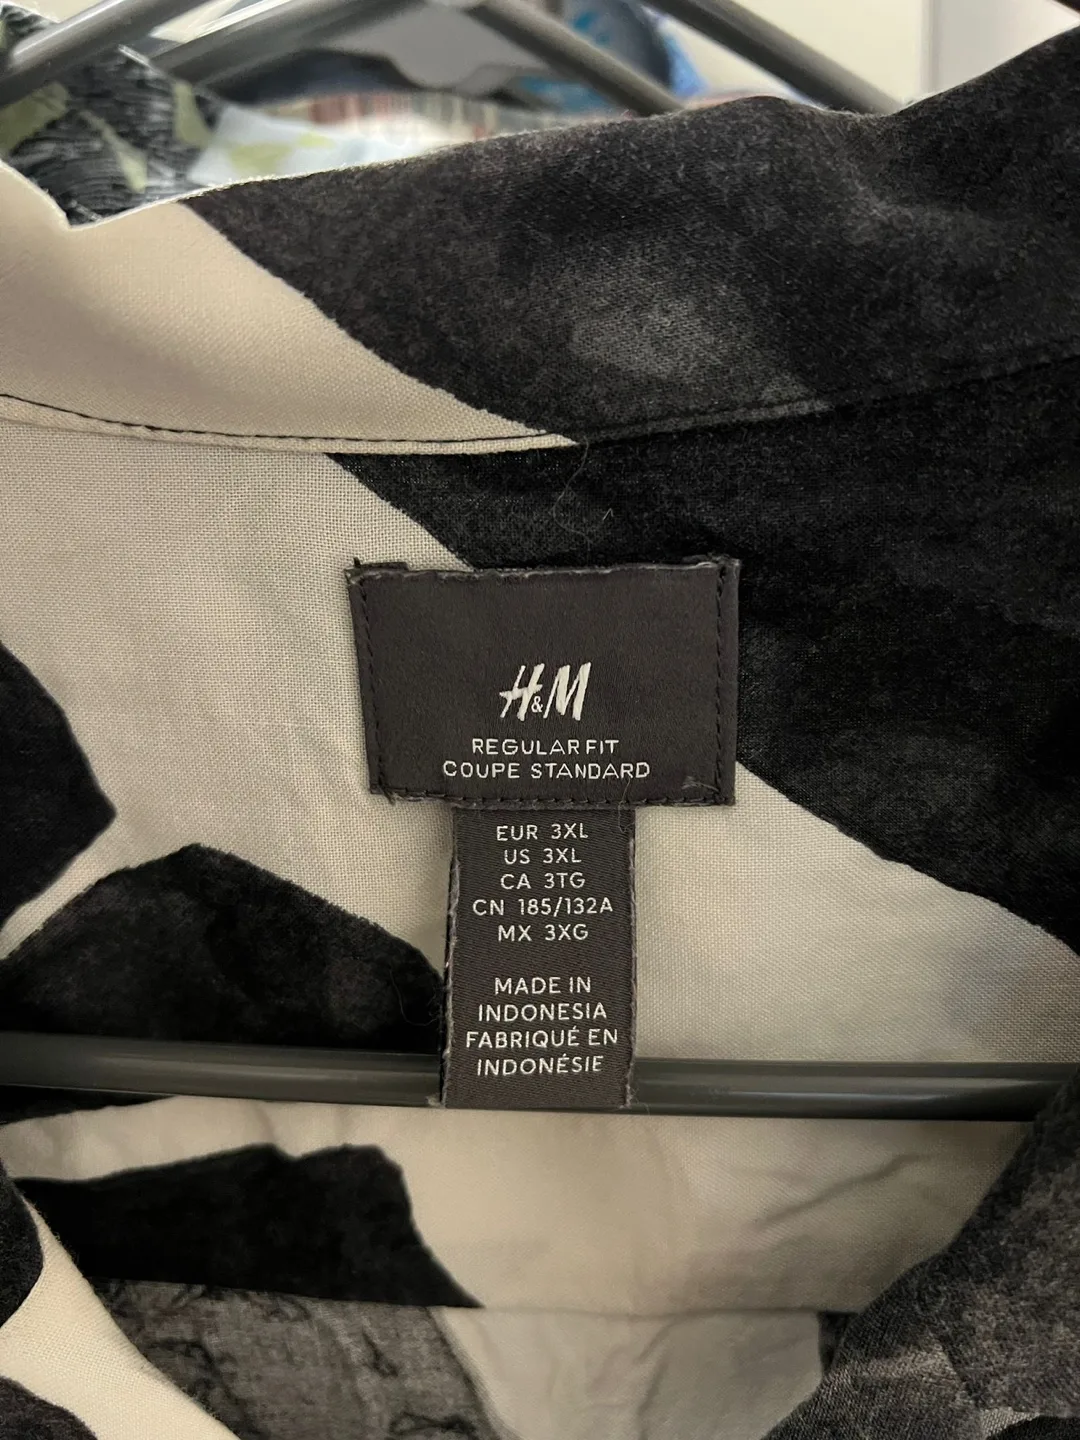 H&M
REGULAR FIT
COUPE STANDARD
EUR 3XL
US 3XL
CA 3TG
CN 185/132A
MX 3XG
MADE IN
INDONESIA
FABRIQUÉ EN
INDONÉSIE